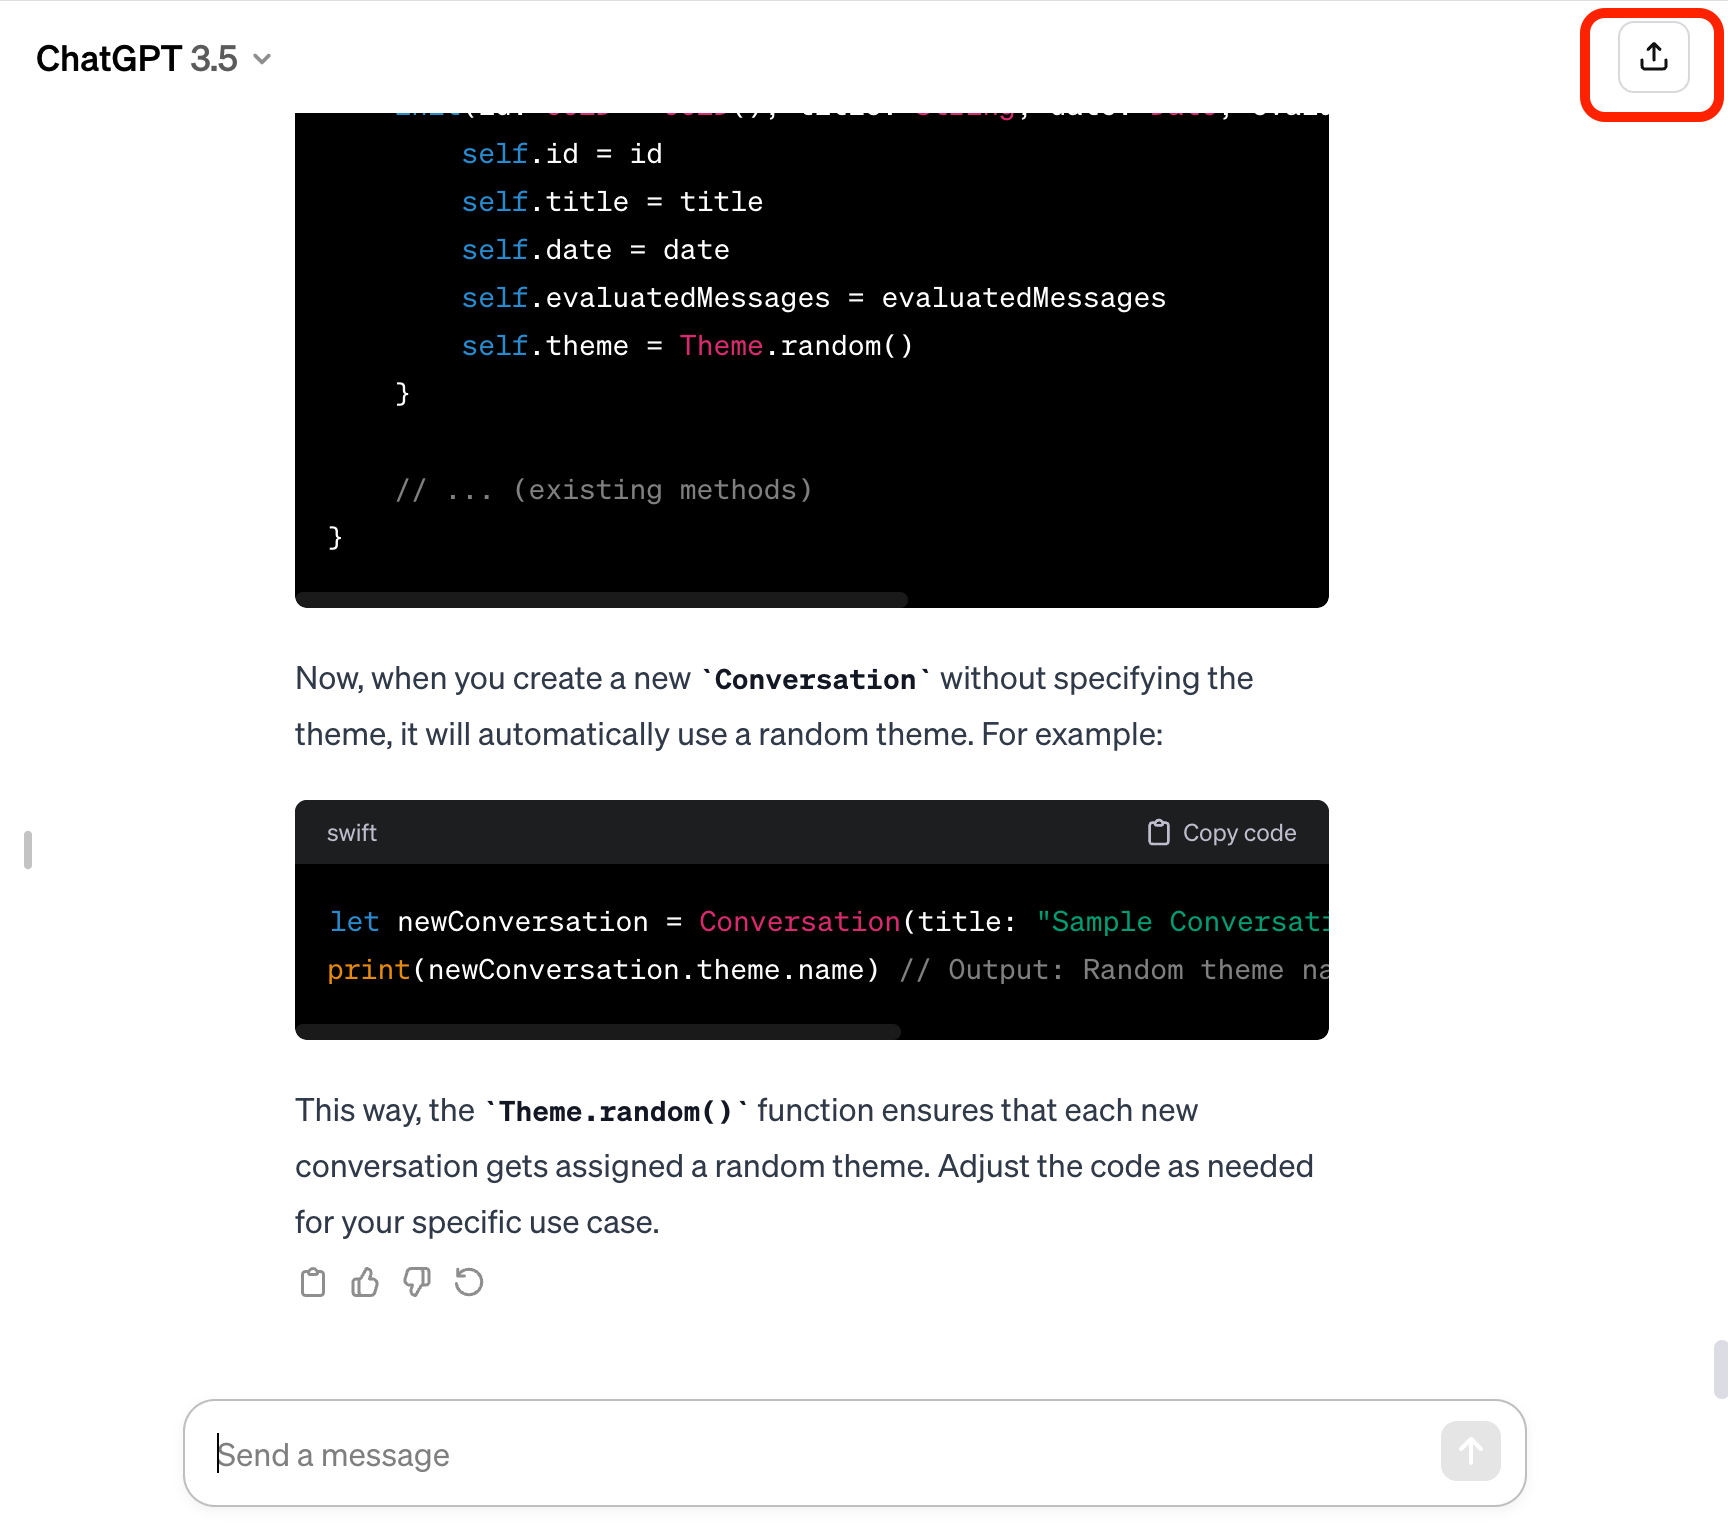 ChatGPT 3.5
self.id = id
self.title = title
self.date = date
self.evaluatedMessages = evaluatedMessages
self.theme = Theme.random()
}
// ... (existing methods)
}
Now, when you create a new `Conversation` without specifying the
theme, it will automatically use a random theme. For example:
swift
Copy code
let newConversation = Conversation(title: "Sample Conversati
print(newConversation.theme.name) // Output: Random theme na
This way, the `Theme.random()` function ensures that each new
conversation gets assigned a random theme. Adjust the code as needed
for your specific use case.
Send a message